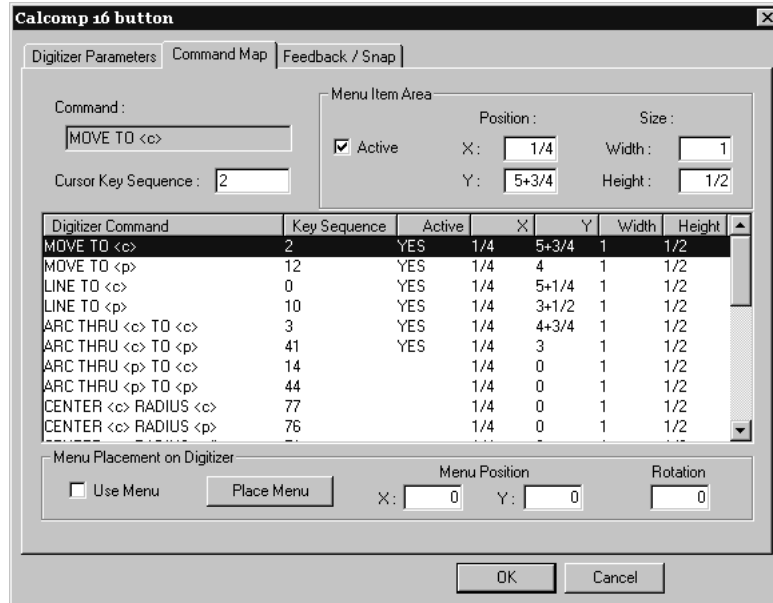 Calcomp 16 button
Digitizer Parameters Command Map Feedback / Snap
Command :
MOVE TO <c>
Cursor Key Sequence : 2
Menu Item Area
Position : Size :
Active X : 1/4 Width : 1
Y : 5+3/4 Height : 1/2
Digitizer Command Key Sequence Active X Y Width Height
MOVE TO <c> 2 YES 1/4 5+3/4 1 1/2
MOVE TO <p> 12 YES 1/4 4 1 1/2
LINE TO <c> 0 YES 1/4 5+1/4 1 1/2
LINE TO <p> 10 YES 1/4 3+1/2 1 1/2
ARC THRU <c> TO <c> 3 YES 1/4 4+3/4 1 1/2
ARC THRU <c> TO <p> 41 YES 1/4 3 1 1/2
ARC THRU <p> TO <c> 14 1/4 0 1 1/2
ARC THRU <p> TO <p> 44 1/4 0 1 1/2
CENTER <c> RADIUS <c> 77 1/4 0 1 1/2
CENTER <c> RADIUS <p> 76 1/4 0 1 1/2
Menu Placement on Digitizer
Menu Position Rotation
Use Menu Place Menu X : 0 Y : 0 0
OK Cancel